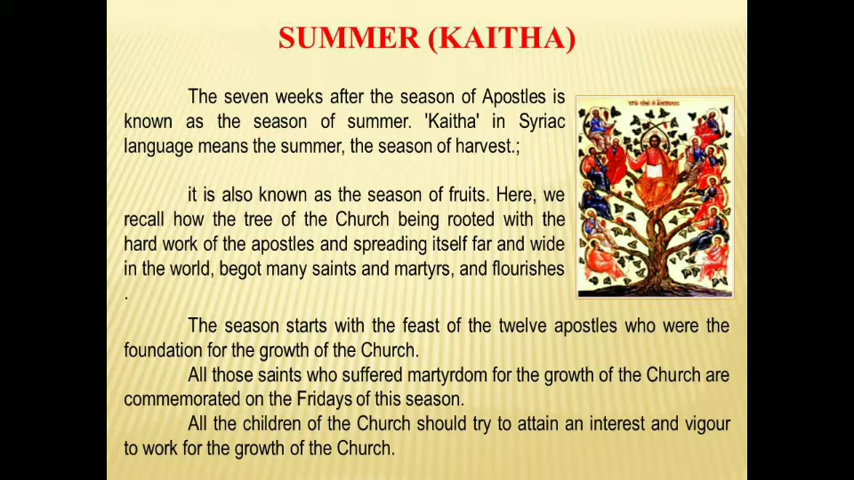 SUMMER (KAITHA)
The seven weeks after the season of Apostles is
known as the season of summer. 'Kaitha' in Syriac
language means the summer, the season of harvest.;
it is also known as the season of fruits. Here, we
recall how the tree of the Church being rooted with the
hard work of the apostles and spreading itself far and wide
in the world, begot many saints and martyrs, and flourishes
.
The season starts with the feast of the twelve apostles who were the
foundation for the growth of the Church.
All those saints who suffered martyrdom for the growth of the Church are
commemorated on the Fridays of this season.
All the children of the Church should try to attain an interest and vigour
to work for the growth of the Church.